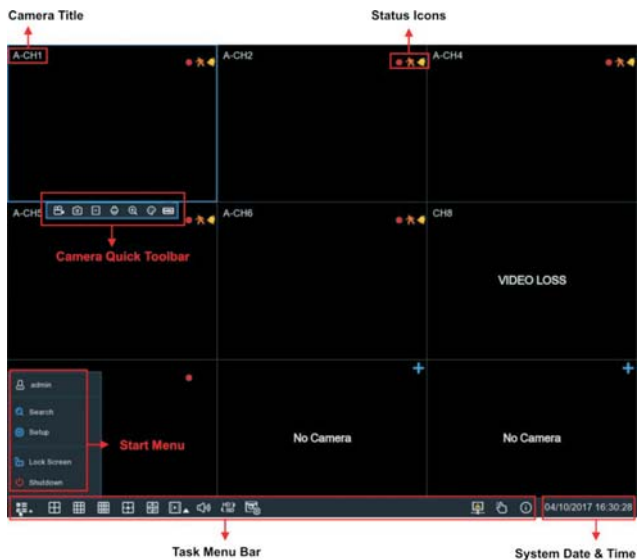 Camera Title
Status Icons
A-CH1
A-CH2
A-CH4
A-CH5
A-CH6
CH8
Camera Quick Toolbar
VIDEO LOSS
admin
Search
Setup
Start Menu
No Camera
No Camera
Lock Screen
Shutdown
04/10/2017 16:30:28
Task Menu Bar
System Date & Time